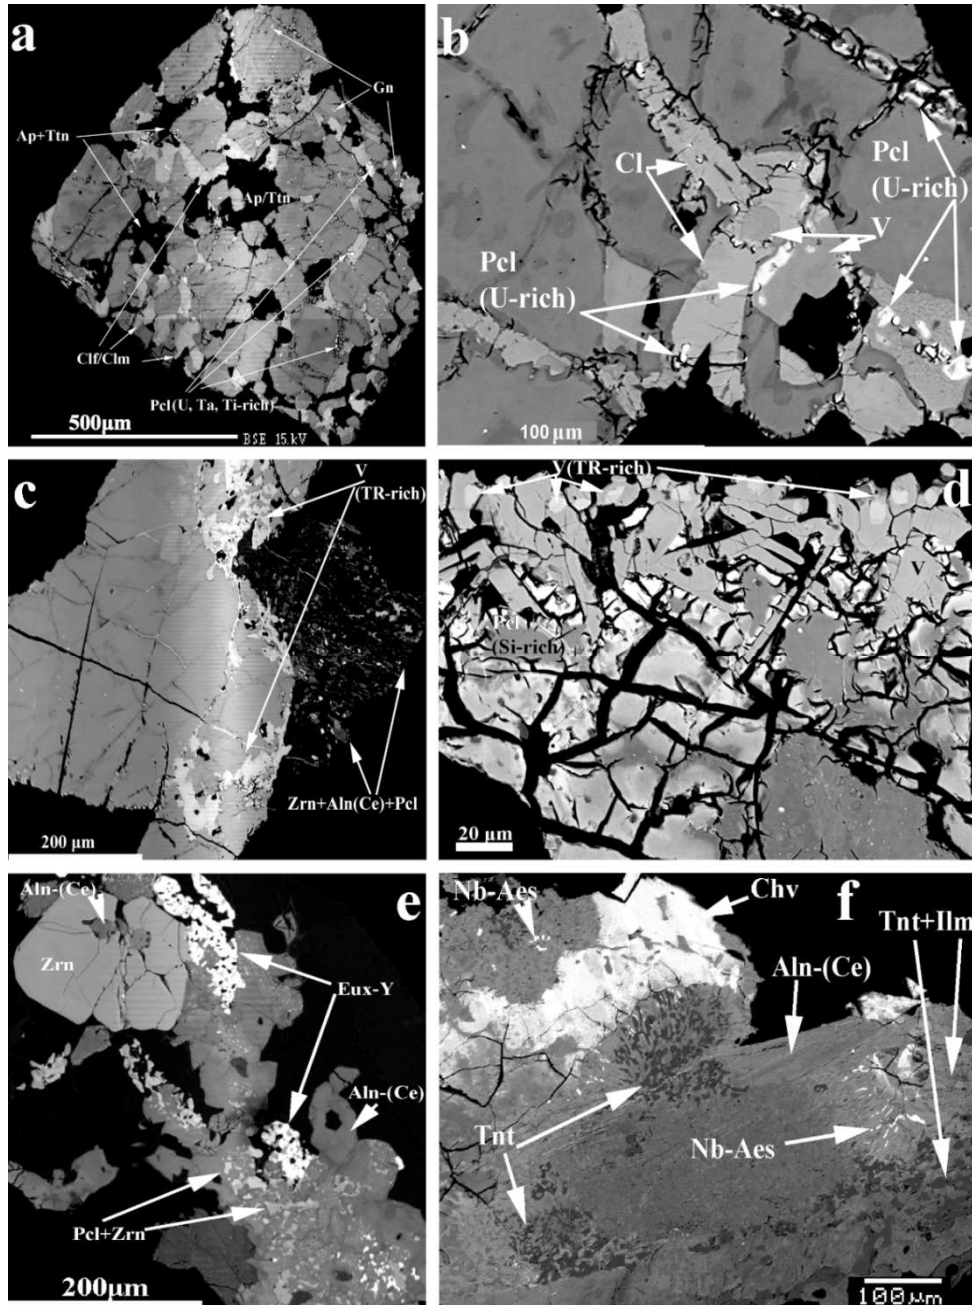 a
Gn
Ap+Ttn
Ap/Ttn
Clf/Clm
Pcl(U, Ta, Ti-rich)
500µm
BSE 15.kV
b
Cl
Pcl
(U-rich)
V
Pcl
(U-rich)
100 µm
c
V
(TR-rich)
Zrn+Aln(Ce)+Pcl
200 µm
V(TR-rich)
d
V
V
Pcl
(Si-rich)
20 µm
Aln-(Ce)
e
Zrn
Eux-Y
Aln-(Ce)
Pcl+Zrn
200µm
Nb-Aes
Chv
f
Tnt+Ilm
Aln-(Ce)
Tnt
Nb-Aes
100µm